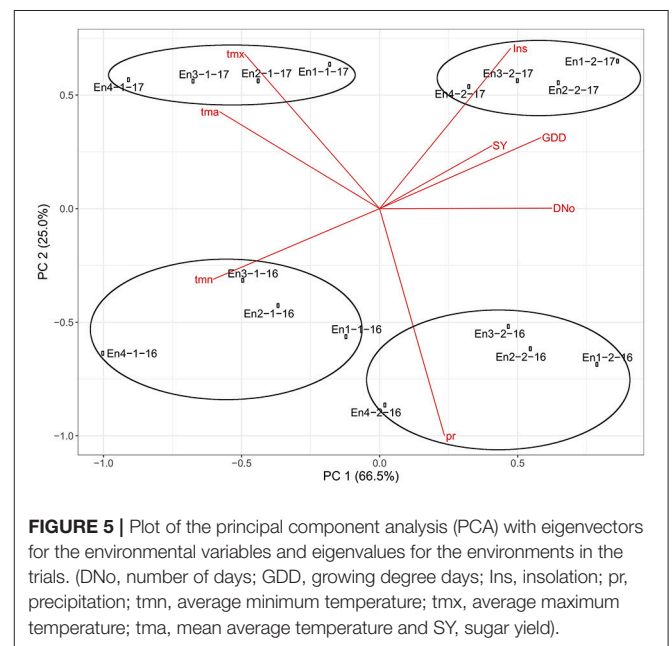 tmx
Ins
En4-1-17
En3-1-17
En2-1-17
En1-1-17
En1-2-17
En3-2-17
En4-2-17
En2-2-17
0.5
tma
SY
GDD
0.0
DNo
PC 2 (25.0%)
tmn
En3-1-16
En2-1-16
En1-1-16
En4-1-16
-0.5
En3-2-16
En2-2-16
En1-2-16
En4-2-16
pr
-1.0
-1.0
-0.5
0.0
0.5
PC 1 (66.5%)
FIGURE 5 | Plot of the principal component analysis (PCA) with eigenvectors
for the environmental variables and eigenvalues for the environments in the
trials. (DNo, number of days; GDD, growing degree days; Ins, insolation; pr,
precipitation; tmn, average minimum temperature; tmx, average maximum
temperature; tma, mean average temperature and SY, sugar yield).